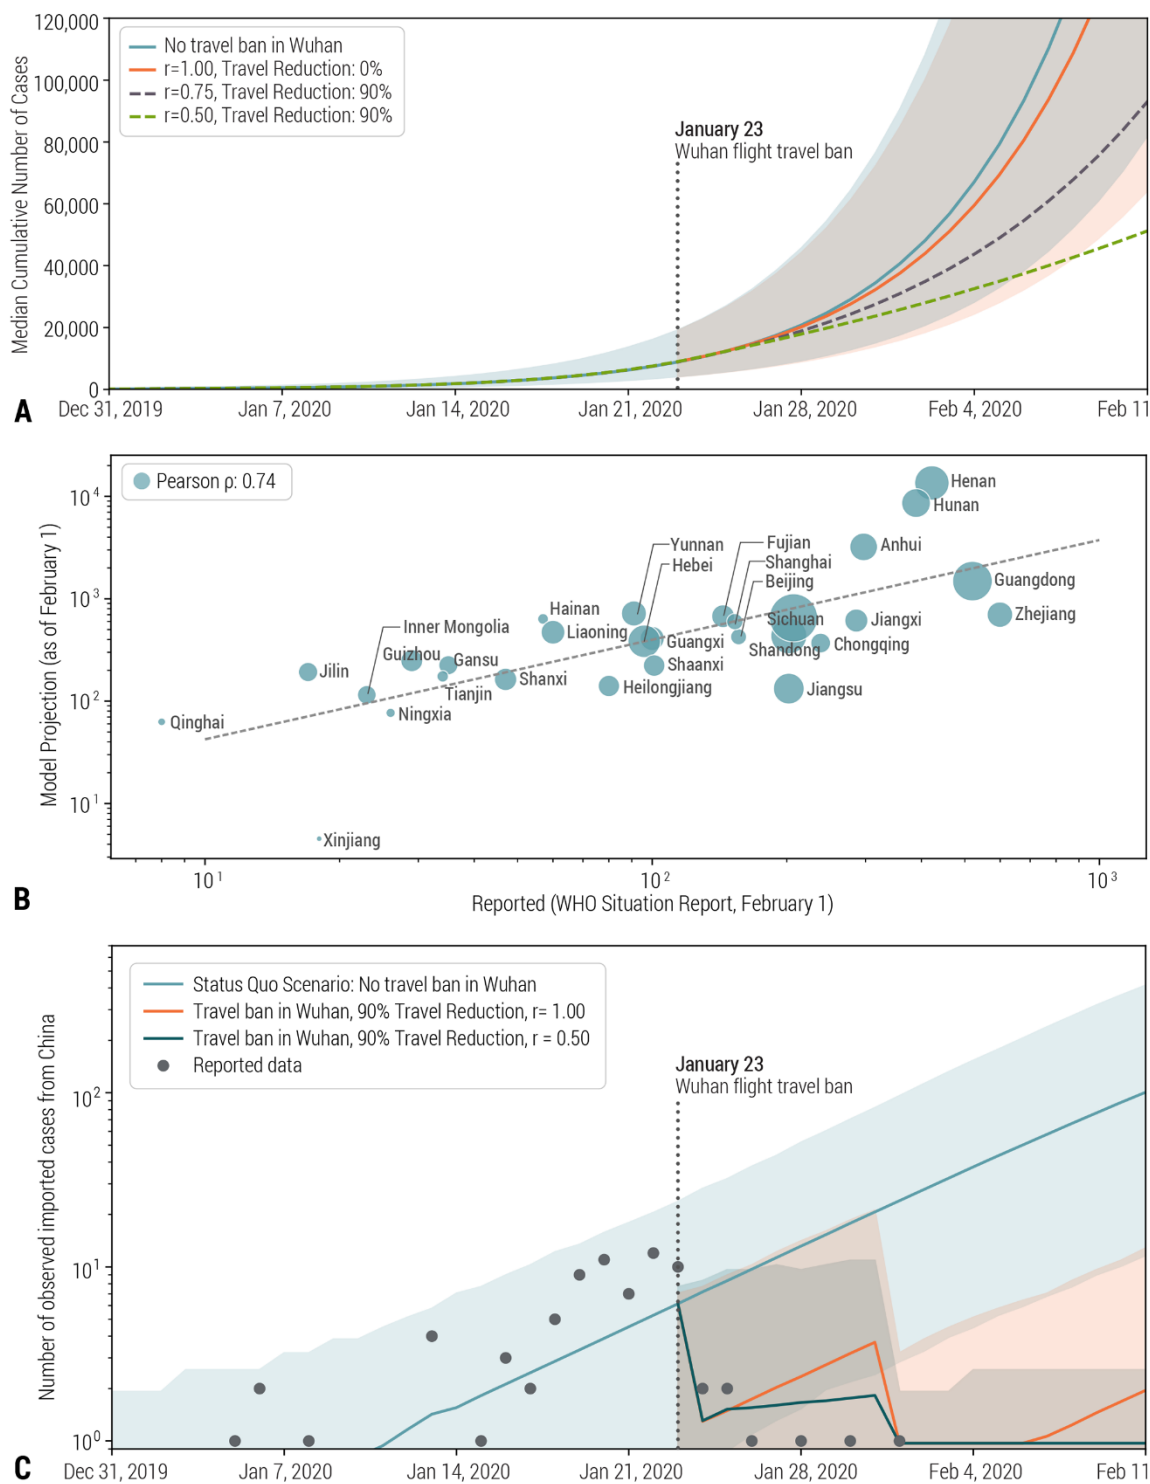 120,000
100,000
80,000
60,000
40,000
20,000
0
Median Cumulative Number of Cases
No travel ban in Wuhan
r=1.00, Travel Reduction: 0%
r=0.75, Travel Reduction: 90%
r=0.50, Travel Reduction: 90%
January 23
Wuhan flight travel ban
A
Dec 31, 2019
Jan 7, 2020
Jan 14, 2020
Jan 21, 2020
Jan 28, 2020
Feb 4, 2020
Feb 11
Pearson ρ: 0.74
Model Projection (as of February 1)
10⁴
10³
10²
10¹
Henan
Hunan
Yunnan
Hebei
Fujian
Shanghai
Beijing
Anhui
Guangdong
Hainan
Inner Mongolia
Liaoning
Sichuan
Jiangxi
Zhejiang
Guangxi
Guizhou
Gansu
Shandong
Chongqing
Jilin
Shaanxi
Shanxi
Tianjin
Heilongjiang
Jiangsu
Qinghai
Ningxia
Xinjiang
10¹
10²
10³
B
Reported (WHO Situation Report, February 1)
Status Quo Scenario: No travel ban in Wuhan
Travel ban in Wuhan, 90% Travel Reduction, r= 1.00
Travel ban in Wuhan, 90% Travel Reduction, r = 0.50
Reported data
Number of observed imported cases from China
January 23
Wuhan flight travel ban
10²
10¹
10⁰
C
Dec 31, 2019
Jan 7, 2020
Jan 14, 2020
Jan 21, 2020
Jan 28, 2020
Feb 4, 2020
Feb 11